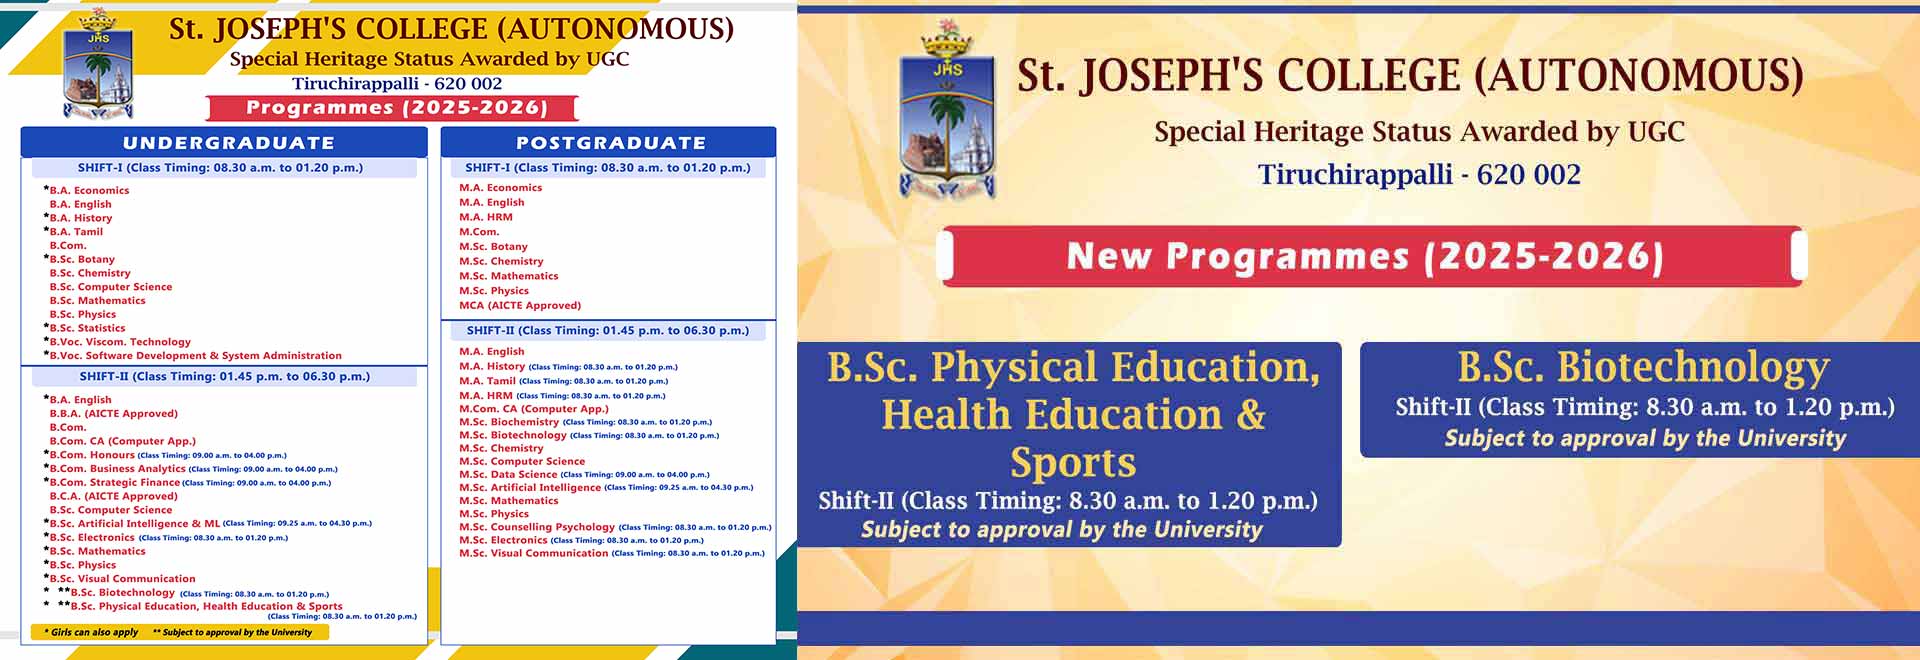 JHS
St. JOSEPH'S COLLEGE (AUTONOMOUS)
Special Heritage Status Awarded by UGC
Tiruchirappalli - 620 002
Programmes (2025-2026)
UNDERGRADUATE
SHIFT-I (Class Timing: 08.30 a.m. to 01.20 p.m.)
*B.A. Economics
B.A. English
*B.A. History
*B.A. Tamil
B.Com.
*B.Sc. Botany
B.Sc. Chemistry
B.Sc. Computer Science
B.Sc. Mathematics
B.Sc. Physics
*B.Sc. Statistics
*B.Voc. Viscom. Technology
*B.Voc. Software Development & System Administration
SHIFT-II (Class Timing: 01.45 p.m. to 06.30 p.m.)
*B.A. English
B.B.A. (AICTE Approved)
B.Com.
B.Com. CA (Computer App.)
*B.Com. Honours (Class Timing: 09.00 am. to 04.00 p.m.)
*B.Com. Business Analytics (Class Timing: 09.00 am. to 04.00 p.m.)
*B.Com. Strategic Finance (Class Timing: 09.00 am. to 04.00 p.m.)
B.C.A. (AICTE Approved)
B.Sc. Computer Science
*B.Sc. Artificial Intelligence & ML (Class Timing: 09.25 a.m. to 04.30 p.m.)
*B.Sc. Electronics (Class Timing: 08.30 a.m. to 01.20 p.m.)
*B.Sc. Mathematics
*B.Sc. Physics
*B.Sc. Visual Communication
* **B.Sc. Biotechnology (Class Timing: 08.30 a.m. to 01.20 p.m.)
* **B.Sc. Physical Education, Health Education & Sports
(Class Timing: 08.30 a.m. to 01.20 p.m.)
* Girls can also apply ** Subject to approval by the University
POSTGRADUATE
SHIFT-I (Class Timing: 08.30 a.m. to 01.20 p.m.)
M.A. Economics
M.A. English
M.A. HRM
M.Com.
M.Sc. Botany
M.Sc. Chemistry
M.Sc. Mathematics
M.Sc. Physics
MCA (AICTE Approved)
SHIFT-II (Class Timing: 01.45 p.m. to 06.30 p.m.)
M.A. English
M.A. History (Class Timing: 08.30 a.m. to 01.20 p.m.)
M.A. Tamil (Class Timing: 08.30 a.m. to 01.20 p.m.)
M.A. HRM (Class Timing: 08.30 a.m. to 01.20 p.m.)
M.Com. CA (Computer App.)
M.Sc. Biochemistry (Class Timing: 08.30 a.m. to 01.20 p.m.)
M.Sc. Biotechnology (Class Timing: 08.30 a.m. to 01.20 p.m.)
M.Sc. Chemistry
M.Sc. Computer Science
M.Sc. Data Science (Class Timing: 09.00 am. to 04.00 p.m.)
M.Sc. Artificial Intelligence (Class Timing: 09.25 a.m. to 04.30 p.m.)
M.Sc. Mathematics
M.Sc. Physics
M.Sc. Counselling Psychology (Class Timing: 08.30 a.m. to 01.20 p.m.)
M.Sc. Electronics (Class Timing: 08.30 a.m. to 01.20 p.m.)
M.Sc. Visual Communication (Class Timing: 08.30 a.m. to 01.20 p.m.)
JHS
St. JOSEPH'S COLLEGE (AUTONOMOUS)
Special Heritage Status Awarded by UGC
Tiruchirappalli - 620 002
New Programmes (2025-2026)
B.Sc. Physical Education,
Health Education &
Sports
Shift-II (Class Timing: 8.30 a.m. to 1.20 p.m.)
Subject to approval by the University
B.Sc. Biotechnology
Shift-II (Class Timing: 8.30 a.m. to 1.20 p.m.)
Subject to approval by the University